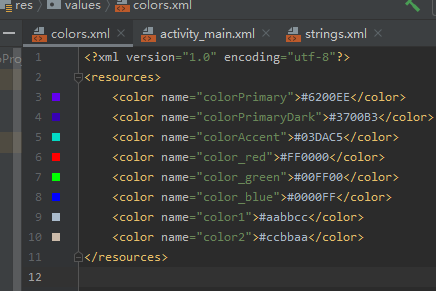 res values colors.xml
colors.xml activity_main.xml strings.xml
1 <?xml version="1.0" encoding="utf-8"?>
2 <resources>
3 <color name="colorPrimary">#6200EE</color>
4 <color name="colorPrimaryDark">#3700B3</color>
5 <color name="colorAccent">#03DAC5</color>
6 <color name="color_red">#FF0000</color>
7 <color name="color_green">#00FF00</color>
8 <color name="color_blue">#0000FF</color>
9 <color name="color1">#aabbcc</color>
10 <color name="color2">#ccbbaa</color>
11 </resources>
12